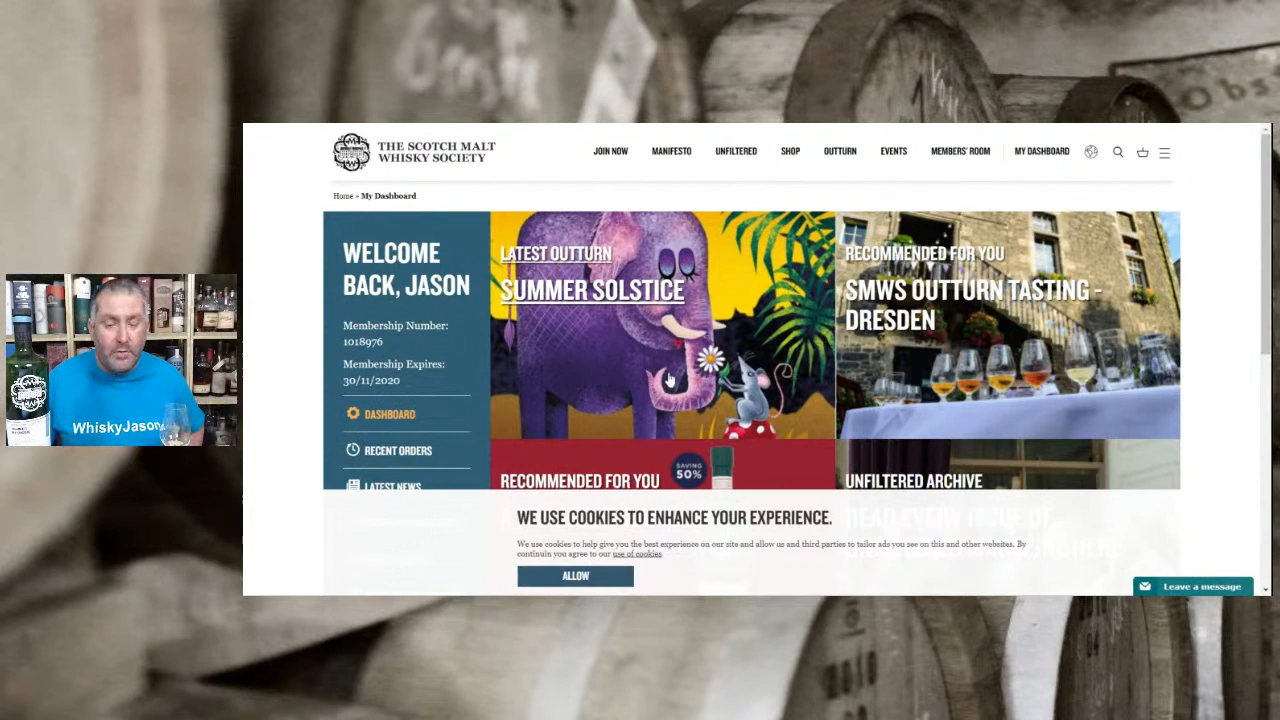 THE SCOTCH MALT
WHISKY SOCIETY
JOIN NOW
MANIFESTO
UNFILTERED
SHOP
OUTTURN
EVENTS
MEMBERS' ROOM
MY DASHBOARD
Home » My Dashboard
WELCOME
BACK, JASON
Membership Number:
1018976
Membership Expires:
30/11/2020
DASHBOARD
RECENT ORDERS
LATEST NEWS
LATEST OUTTURN
SUMMER SOLSTICE
RECOMMENDED FOR YOU
SMWS OUTTURN TASTING -
DRESDEN
RECOMMENDED FOR YOU
SAVING
50%
UNFILTERED ARCHIVE
READ EVERY ISSUE OF
WE USE COOKIES TO ENHANCE YOUR EXPERIENCE.
We use cookies to help give you the best experience on our site and allow us and third parties to tailor ads you see on this and other websites. By
continuin you agree to our use of cookies
ALLOW
Leave a message
WhiskyJason